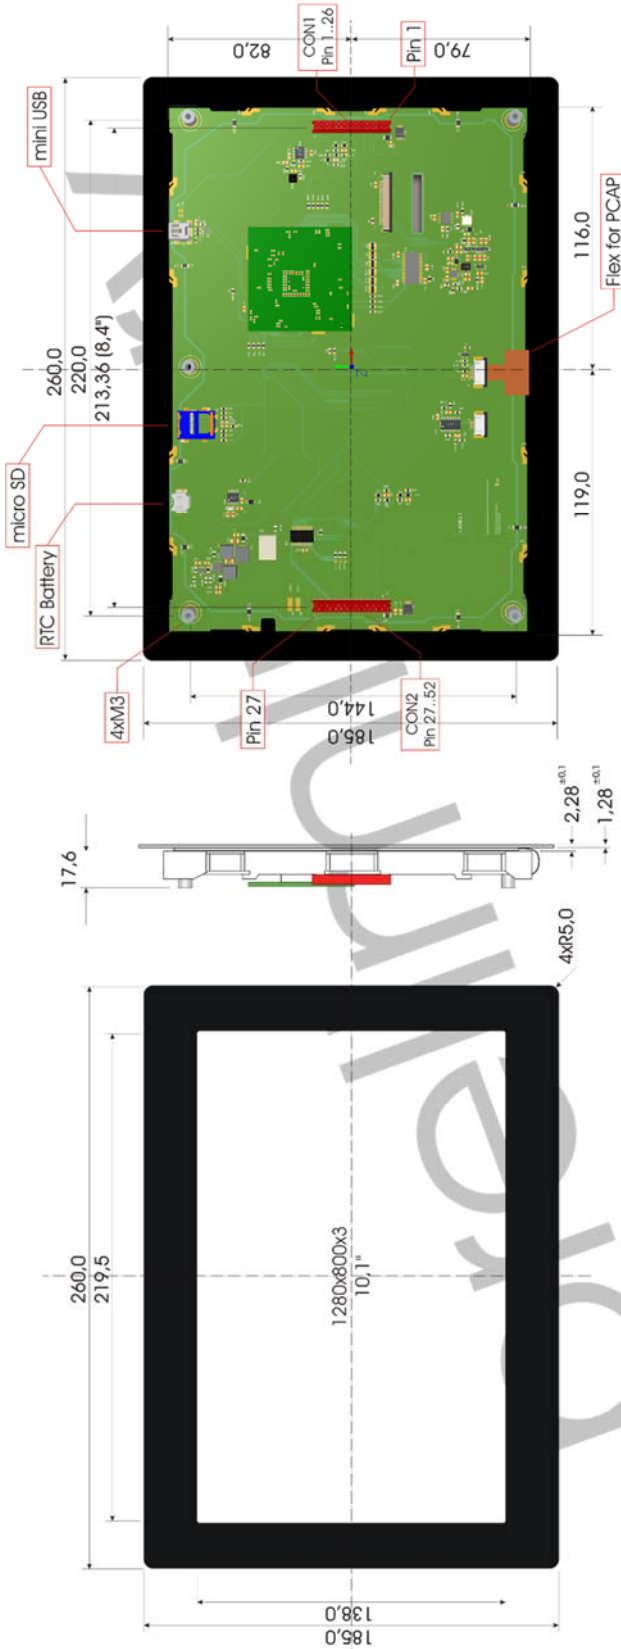 260,0
219,5
1280x800x3
10,1"
138,0
185,0
4xR5,0
17,6
2,28 ±0,1
1,28 ±0,1
260,0
220,0
213,36 (8,4")
micro SD
mini USB
RTC Battery
4xM3
Pin 27
CON2
Pin 27..52
144,0
185,0
82,0
79,0
CON1
Pin 1..26
Pin 1
119,0
116,0
Flex for PCAP